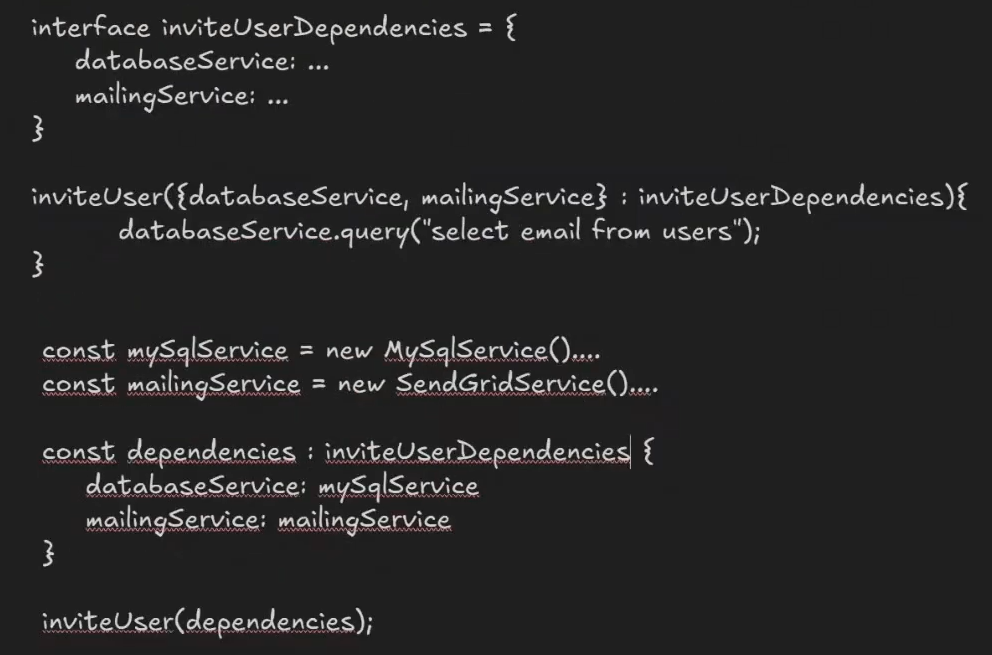 interface inviteUserDependencies = {
databaseService: ...
mailingService: ...
}
inviteUser({databaseService, mailingService} : inviteUserDependencies){
databaseService.query("select email from users");
}
const mySqlService = new MySqlService()....
const mailingService = new SendGridService()....
const dependencies : inviteUserDependencies {
databaseService: mySqlService
mailingService: mailingService
}
inviteUser(dependencies);